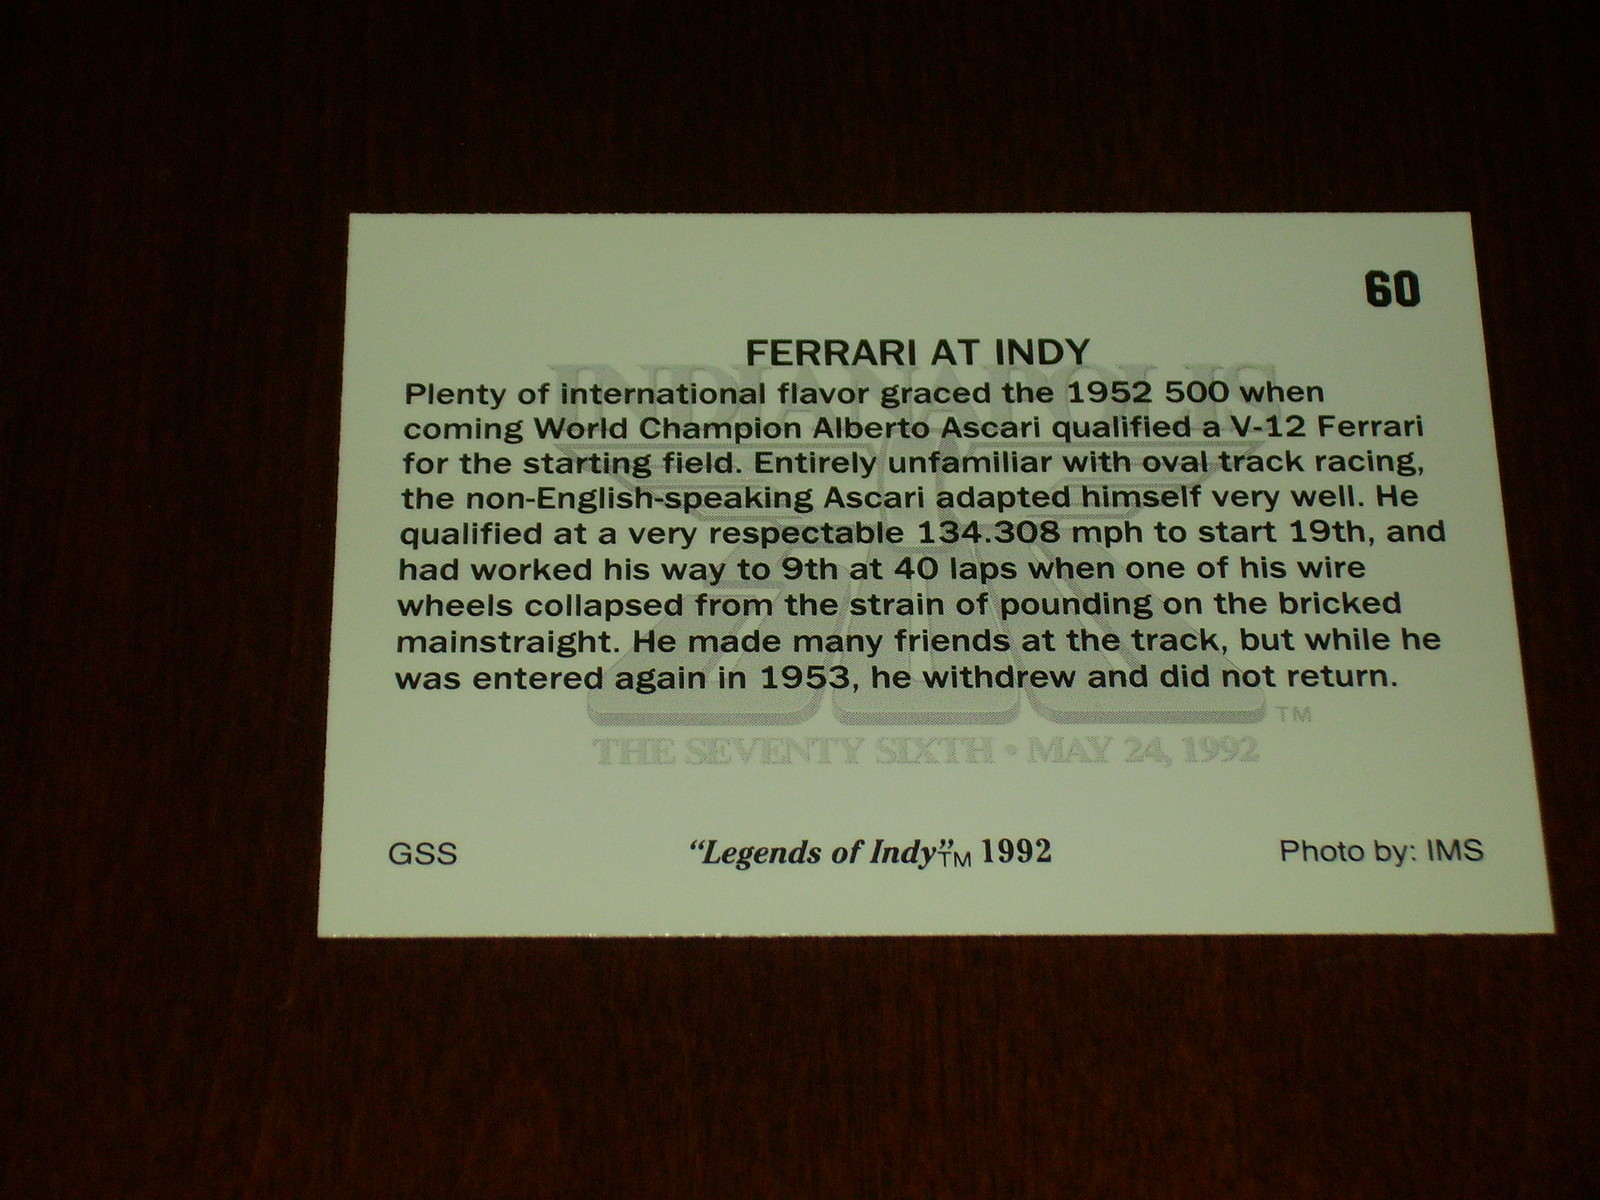 60
FERRARI AT INDY
Plenty of international flavor graced the 1952 500 when
coming World Champion Alberto Ascari qualified a V-12 Ferrari
for the starting field. Entirely unfamiliar with oval track racing,
the non-English-speaking Ascari adapted himself very well. He
qualified at a very respectable 134.308 mph to start 19th, and
had worked his way to 9th at 40 laps when one of his wire
wheels collapsed from the strain of pounding on the bricked
mainstraight. He made many friends at the track, but while he
was entered again in 1953, he withdrew and did not return.
INDIANAPOLIS
TM
THE SEVENTY SIXTH • MAY 24, 1992
GSS "Legends of Indy"TM 1992 Photo by: IMS